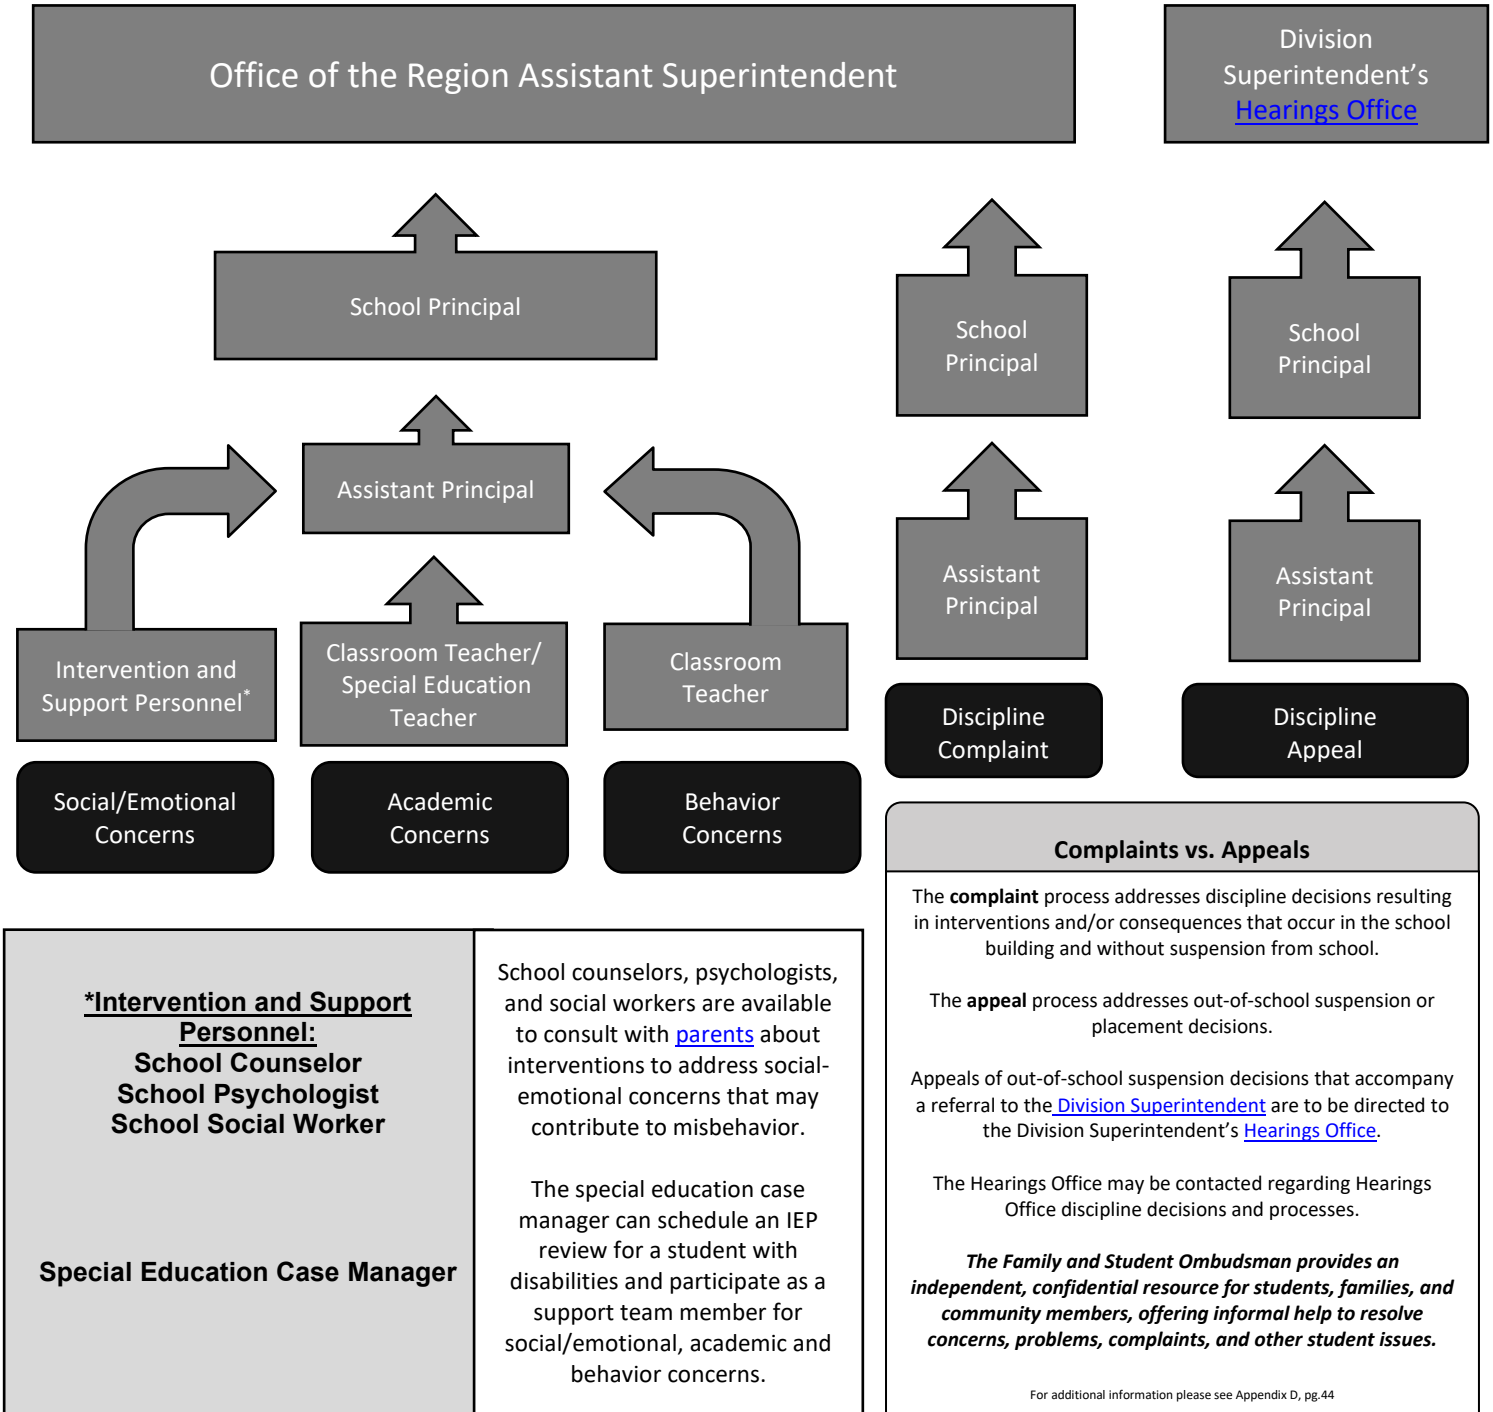 Office of the Region Assistant Superintendent
Division
Superintendent's
Hearings Office
School Principal
Assistant Principal
Intervention and
Support Personnel*
Classroom Teacher/
Special Education
Teacher
Classroom
Teacher
Social/Emotional
Concerns
Academic
Concerns
Behavior
Concerns
School
Principal
Assistant
Principal
Discipline
Complaint
School
Principal
Assistant
Principal
Discipline
Appeal
*Intervention and Support
Personnel:
School Counselor
School Psychologist
School Social Worker
Special Education Case Manager
School counselors, psychologists,
and social workers are available
to consult with parents about
interventions to address social-
emotional concerns that may
contribute to misbehavior.
The special education case
manager can schedule an IEP
review for a student with
disabilities and participate as a
support team member for
social/emotional, academic and
behavior concerns.
Complaints vs. Appeals
The complaint process addresses discipline decisions resulting
in interventions and/or consequences that occur in the school
building and without suspension from school.
The appeal process addresses out-of-school suspension or
placement decisions.
Appeals of out-of-school suspension decisions that accompany
a referral to the Division Superintendent are to be directed to
the Division Superintendent's Hearings Office.
The Hearings Office may be contacted regarding Hearings
Office discipline decisions and processes.
The Family and Student Ombudsman provides an
independent, confidential resource for students, families, and
community members, offering informal help to resolve
concerns, problems, complaints, and other student issues.
For additional information please see Appendix D, pg.44